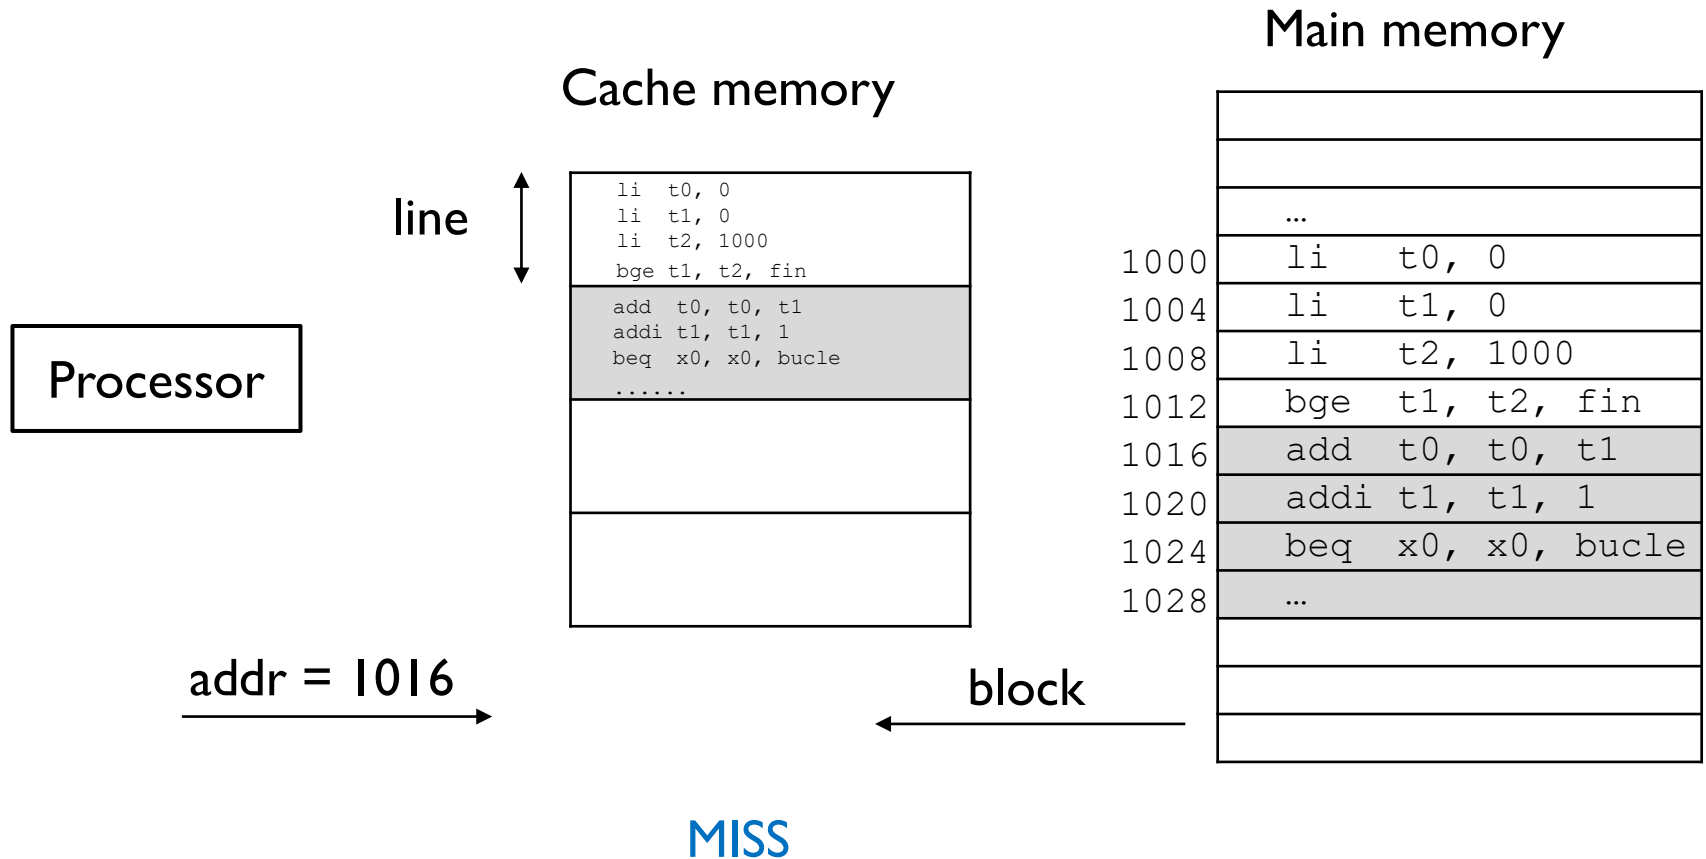 Main memory
Cache memory
line
li t0, 0
li t1, 0
li t2, 1000
bge t1, t2, fin
add t0, t0, t1
addi t1, t1, 1
beq x0, x0, bucle
......
Processor
…
1000 li t0, 0
1004 li t1, 0
1008 li t2, 1000
1012 bge t1, t2, fin
1016 add t0, t0, t1
1020 addi t1, t1, 1
1024 beq x0, x0, bucle
1028 …
addr = 1016
block
MISS